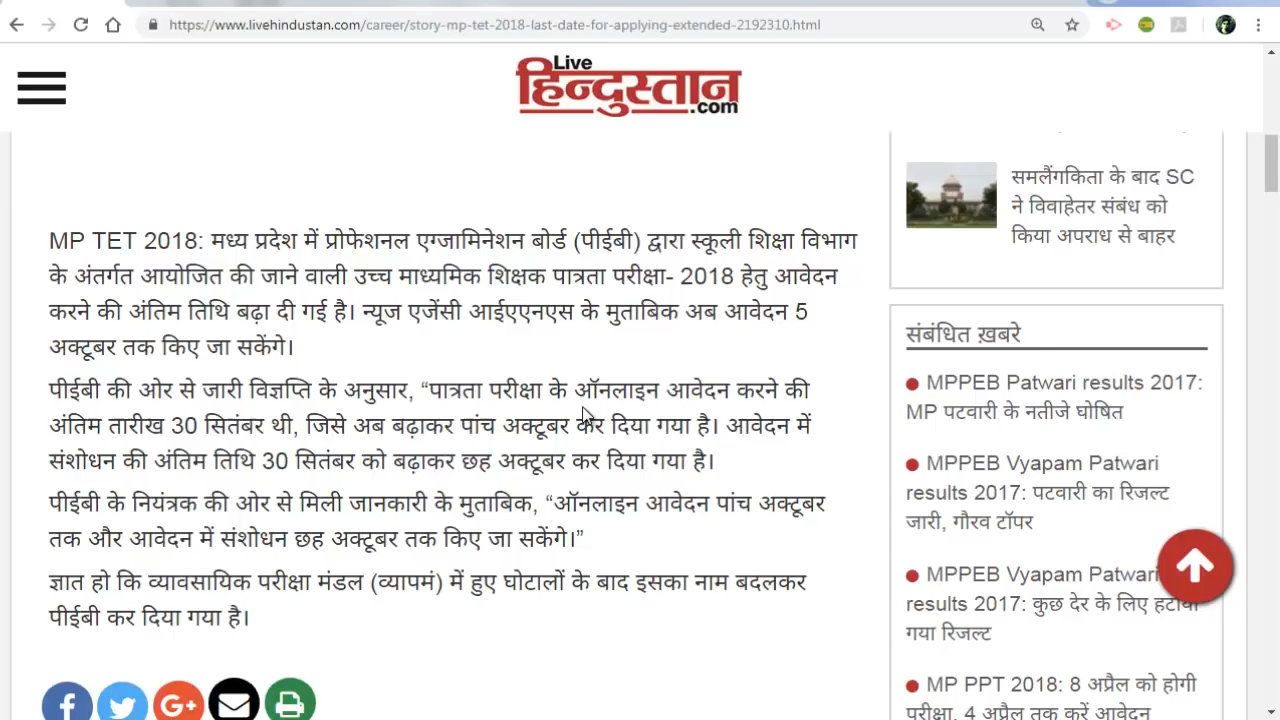 https://www.livehindustan.com/career/story-mp-tet-2018-last-date-for-applying-extended-2192310.html
Live
हिन्दुस्तान
.com
MP TET 2018: मध्य प्रदेश में प्रोफेशनल एग्जामिनेशन बोर्ड (पीईबी) द्वारा स्कूली शिक्षा विभाग
के अंतर्गत आयोजित की जाने वाली उच्च माध्यमिक शिक्षक पात्रता परीक्षा- 2018 हेतु आवेदन
करने की अंतिम तिथि बढ़ा दी गई है। न्यूज एजेंसी आईएएनएस के मुताबिक अब आवेदन 5
अक्टूबर तक किए जा सकेंगे।
पीईबी की ओर से जारी विज्ञप्ति के अनुसार, “पात्रता परीक्षा के ऑनलाइन आवेदन करने की
अंतिम तारीख 30 सितंबर थी, जिसे अब बढ़ाकर पांच अक्टूबर कर दिया गया है। आवेदन में
संशोधन की अंतिम तिथि 30 सितंबर को बढ़ाकर छह अक्टूबर कर दिया गया है।
पीईबी के नियंत्रक की ओर से मिली जानकारी के मुताबिक, “ऑनलाइन आवेदन पांच अक्टूबर
तक और आवेदन में संशोधन छह अक्टूबर तक किए जा सकेंगे।”
ज्ञात हो कि व्यावसायिक परीक्षा मंडल (व्यापमं) में हुए घोटालों के बाद इसका नाम बदलकर
पीईबी कर दिया गया है।
f
G+
समलैंगिकता के बाद SC
ने विवाहेतर संबंध को
किया अपराध से बाहर
संबंधित ख़बरे
MPPEB Patwari results 2017:
MP पटवारी के नतीजे घोषित
MPPEB Vyapam Patwari
results 2017: पटवारी का रिजल्ट
जारी, गौरव टॉपर
MPPEB Vyapam Patwari
results 2017: कुछ देर के लिए हटाया
गया रिजल्ट
MP PPT 2018: 8 अप्रैल को होगी
परीक्षा, 4 अप्रैल तक करें आवेदन